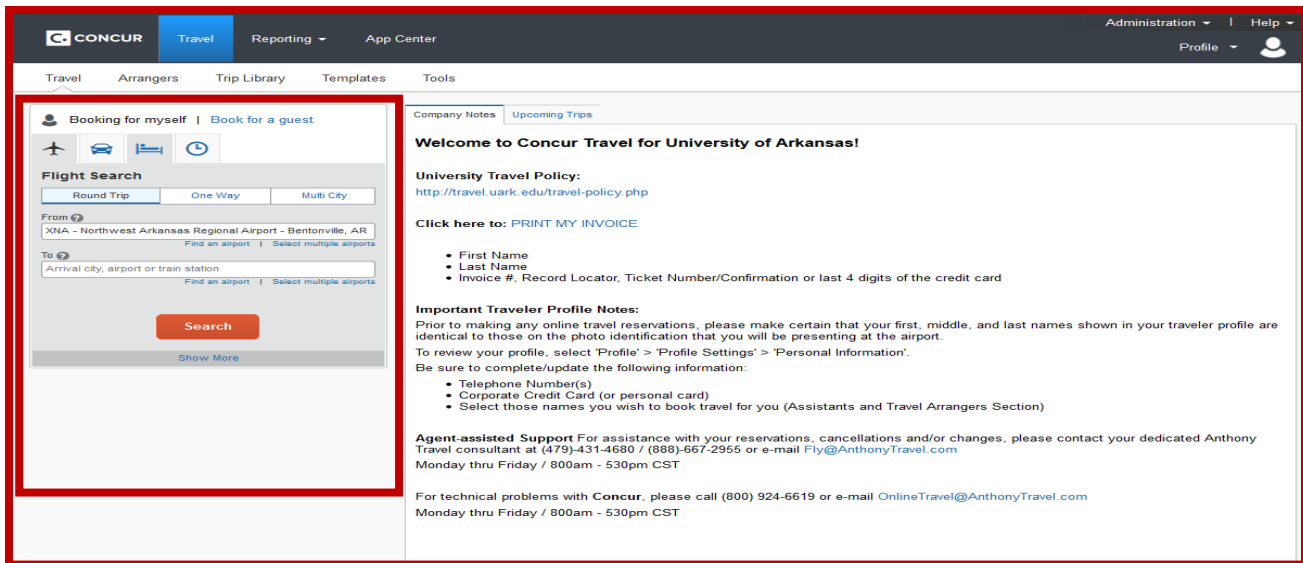 Administration | Help
C. CONCUR Travel Reporting App Center
Profile
Travel Arrangers Trip Library Templates Tools
Booking for myself | Book for a guest
Flight Search
Round Trip One Way Multi City
From ?
XNA - Northwest Arkansas Regional Airport - Bentonville, AR
Find an airport | Select multiple airports
To ?
Arrival city, airport or train station
Find an airport | Select multiple airports
Search
Show More
Company Notes Upcoming Trips
Welcome to Concur Travel for University of Arkansas!
University Travel Policy:
http://travel.uark.edu/travel-policy.php
Click here to: PRINT MY INVOICE
• First Name
• Last Name
• Invoice #, Record Locator, Ticket Number/Confirmation or last 4 digits of the credit card
Important Traveler Profile Notes:
Prior to making any online travel reservations, please make certain that your first, middle, and last names shown in your traveler profile are
identical to those on the photo identification that you will be presenting at the airport.
To review your profile, select 'Profile' > 'Profile Settings' > 'Personal Information'.
Be sure to complete/update the following information:
• Telephone Number(s)
• Corporate Credit Card (or personal card)
• Select those names you wish to book travel for you (Assistants and Travel Arrangers Section)
Agent-assisted Support For assistance with your reservations, cancellations and/or changes, please contact your dedicated Anthony
Travel consultant at (479)-431-4680 / (888)-667-2955 or e-mail Fly@AnthonyTravel.com
Monday thru Friday / 800am - 530pm CST
For technical problems with Concur, please call (800) 924-6619 or e-mail OnlineTravel@AnthonyTravel.com
Monday thru Friday / 800am - 530pm CST